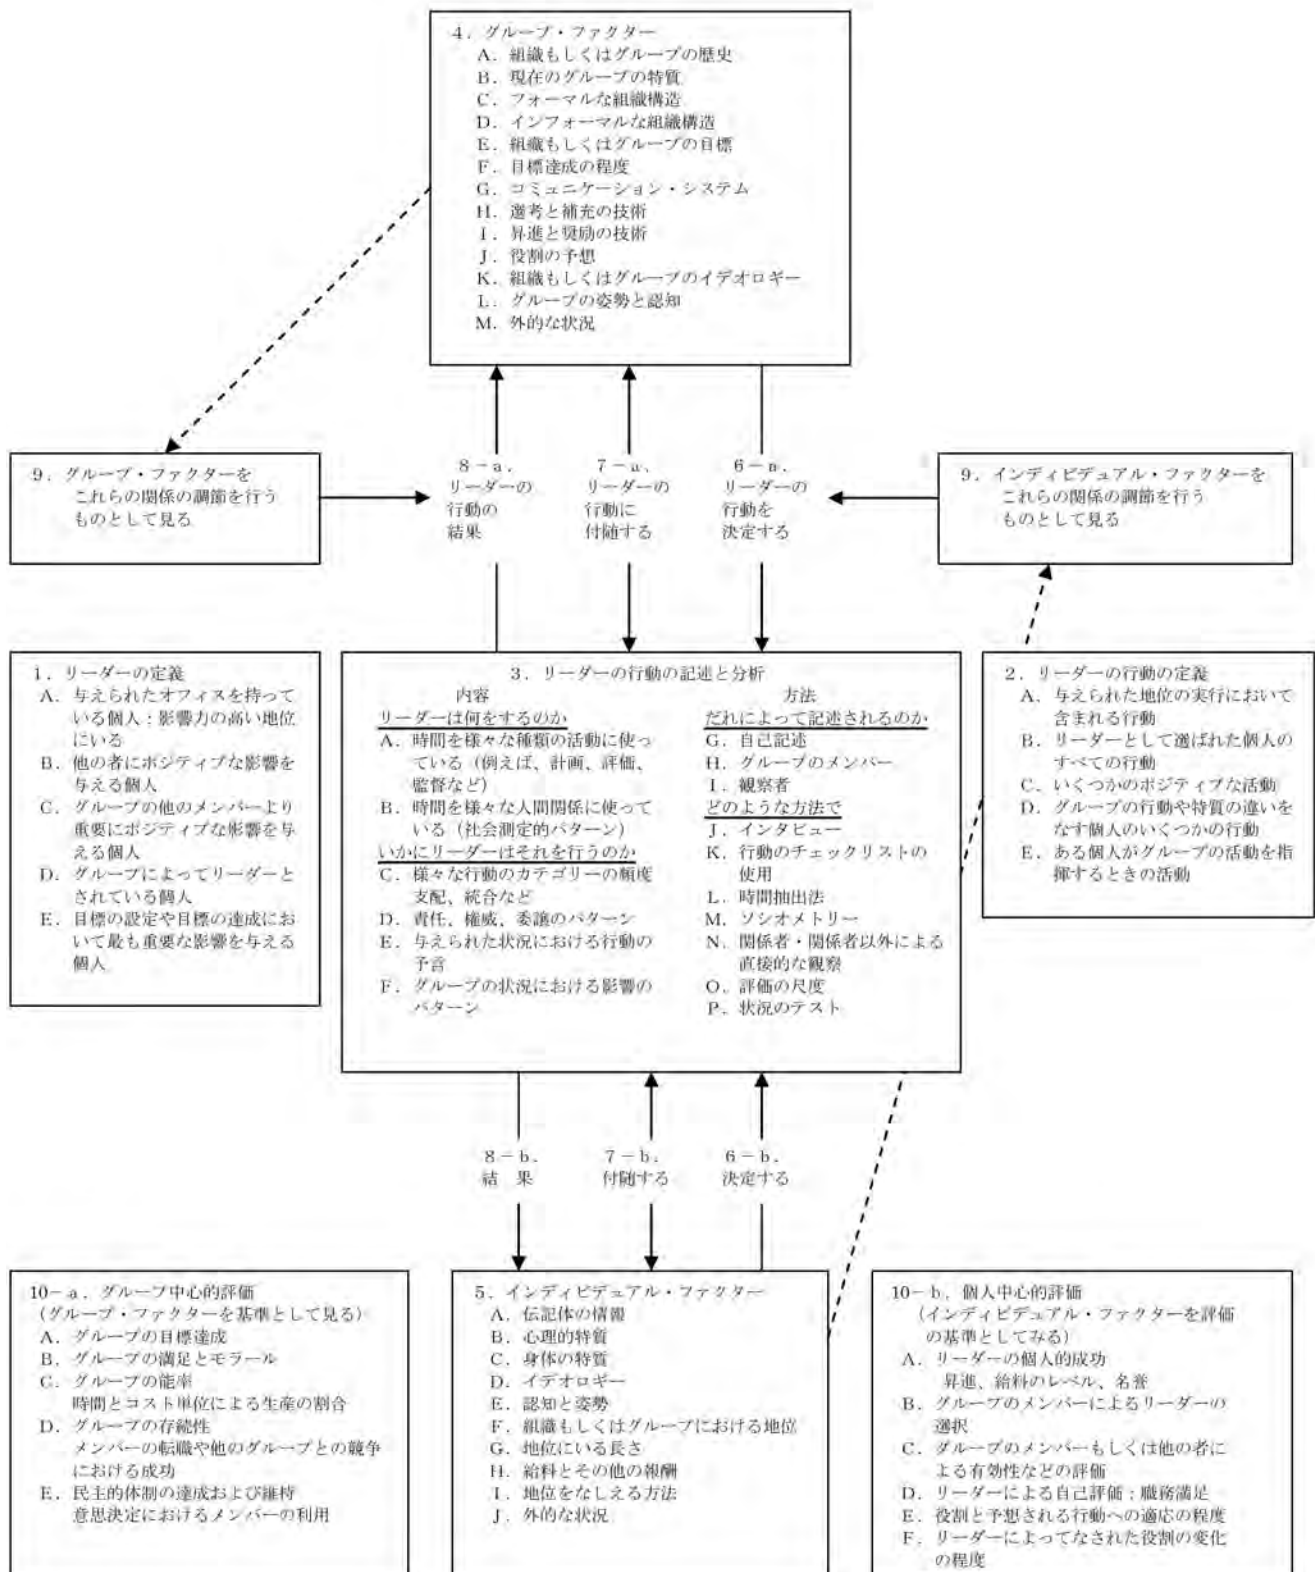 4．グループ・ファクター
A．組織もしくはグループの歴史
B．現在のグループの特質
C．フォーマルな組織構造
D．インフォーマルな組織構造
E．組織もしくはグループの目標
F．目標達成の程度
G．コミュニケーション・システム
H．選考と補充の技術
I．昇進と奨励の技術
J．役割の予想
K．組織もしくはグループのイデオロギー
L．グループの姿勢と認知
M．外的な状況
9．グループ・ファクターを
これらの関係の調節を行う
ものとして見る
8－a．
リーダーの
行動の
結果
7－a、
リーダーの
行動に
付随する
6－a．
リーダーの
行動を
決定する
9．インディビデュアル・ファクターを
これらの関係の調節を行う
ものとして見る
1．リーダーの定義
A．与えられたオフィスを持って
いる個人：影響力の高い地位
にいる
B．他の者にポジティブな影響を
与える個人
C．グループの他のメンバーより
重要にポジティブな影響を与
える個人
D．グループによってリーダーと
されている個人
E．目標の設定や目標の達成にお
いて最も重要な影響を与える
個人
3．リーダーの行動の記述と分析
内容
リーダーは何をするのか
A．時間を様々な種類の活動に使っ
ている（例えば、計画、評価、
監督など）
B．時間を様々な人間関係に使って
いる（社会測定的パターン）
いかにリーダーはそれを行うのか
C．様々な行動のカテゴリーの頻度
支配、統合など
D．責任、権威、委譲のパターン
E．与えられた状況における行動の
予言
F．グループの状況における影響の
パターン
方法
だれによって記述されるのか
G．自己記述
H．グループのメンバー
I．観察者
どのような方法で
J．インタビュー
K．行動のチェックリストの
使用
L．時間抽出法
M．ソシオメトリー
N．関係者・関係者以外による
直接的な観察
O．評価の尺度
P．状況のテスト
2．リーダーの行動の定義
A．与えられた地位の実行において
含まれる行動
B．リーダーとして選ばれた個人の
すべての行動
C．いくつかのポジティブな活動
D．グループの行動や特質の違いを
なす個人のいくつかの行動
E．ある個人がグループの活動を指
揮するときの活動
8－b．
結　果
7－b．
付随する
6－b．
決定する
10－a．グループ中心的評価
（グループ・ファクターを基準として見る）
A．グループの目標達成
B．グループの満足とモラール
C．グループの能率
時間とコスト単位による生産の割合
D．グループの存続性
メンバーの転職や他のグループとの競争
における成功
E．民主的体制の達成および維持
意思決定におけるメンバーの利用
5．インディビデュアル・ファクター
A．伝記体の情報
B．心理的特質
C．身体の特質
D．イデオロギー
E．認知と姿勢
F．組織もしくはグループにおける地位
G．地位にいる長さ
H．給料とその他の報酬
I．地位をなしえる方法
J．外的な状況
10－b．個人中心的評価
（インディビデュアル・ファクターを評価
の基準としてみる）
A．リーダーの個人的成功
昇進、給料のレベル、名誉
B．グループのメンバーによるリーダーの
選択
C．グループのメンバーもしくは他の者に
よる有効性などの評価
D．リーダーによる自己評価：職務満足
E．役割と予想される行動への適応の程度
F．リーダーによってなされた役割の変化
の程度